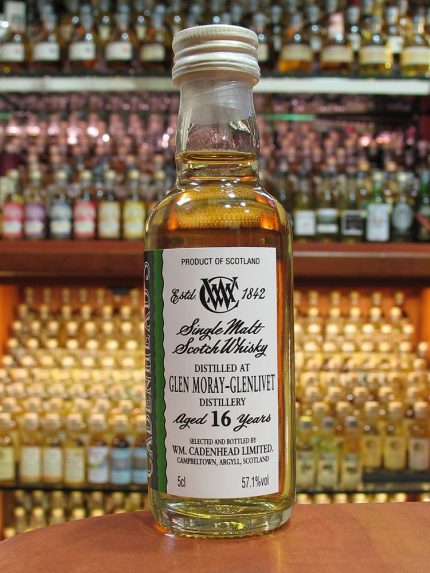 PRODUCT OF SCOTLAND
Estd 1842
Single Malt
Scotch Whisky
DISTILLED AT
GLEN MORAY-GLENLIVET
DISTILLERY
Aged 16 Years
SELECTED AND BOTTLED BY
WM. CADENHEAD LIMITED.
CAMPBELTOWN, ARGYLL, SCOTLAND
5cl 57.1%vol
CADENHEAD'S